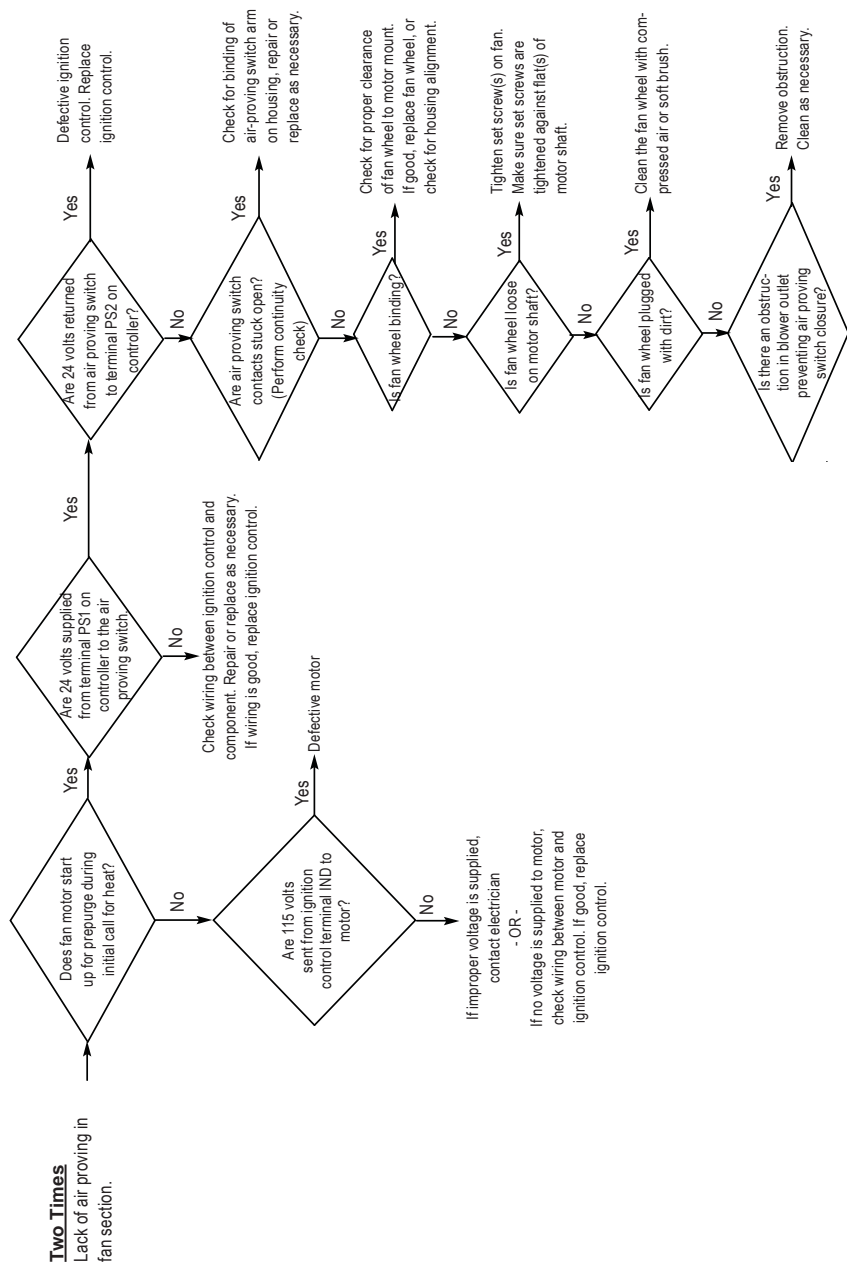 Two Times
Lack of air proving in
fan section.
Does fan motor start
up for prepurge during
initial call for heat?
Yes
No
Are 24 volts supplied
from terminal PS1 on
controller to the air
proving switch.
Yes
No
Check wiring between ignition control and
component. Repair or replace as necessary.
If wiring is good, replace ignition control.
Are 115 volts
sent from ignition
control terminal IND to
motor?
Yes
Defective motor
No
If improper voltage is supplied,
contact electrician
- OR -
If no voltage is supplied to motor,
check wiring between motor and
ignition control. If good, replace
ignition control.
Are 24 volts returned
from air proving switch
to terminal PS2 on
controller?
Yes
Defective ignition
control. Replace
ignition control.
No
Are air proving switch
contacts stuck open?
(Perform continuity
check)
Yes
Check for binding of
air-proving switch arm
on housing, repair or
replace as necessary.
No
Is fan wheel binding?
Yes
Check for proper clearance
of fan wheel to motor mount.
If good, replace fan wheel, or
check for housing alignment.
No
Is fan wheel loose
on motor shaft?
Yes
Tighten set screw(s) on fan.
Make sure set screws are
tightened against flat(s) of
motor shaft.
No
Is fan wheel plugged
with dirt?
Yes
Clean the fan wheel with com-
pressed air or soft brush.
No
Is there an obstruc-
tion in blower outlet
preventing air proving
switch closure?
Yes
Remove obstruction.
Clean as necessary.